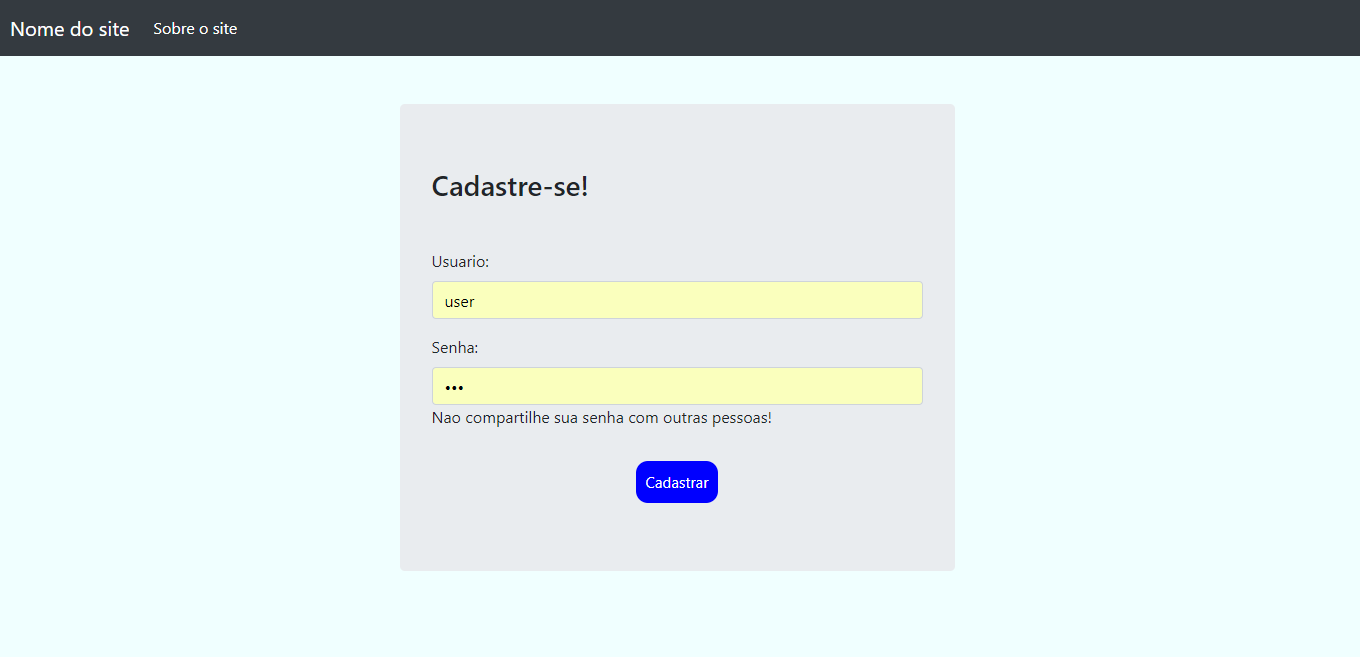 Nome do site Sobre o site
Cadastre-se!
Usuario:
user
Senha:
•••
Nao compartilhe sua senha com outras pessoas!
Cadastrar